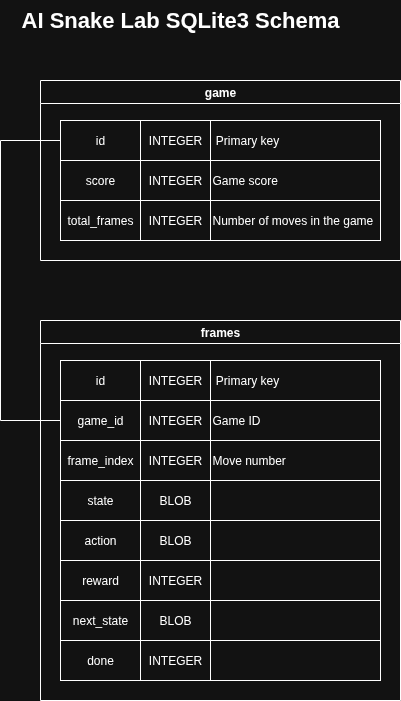 AI Snake Lab SQLite3 Schema
game
id INTEGER Primary key
score INTEGER Game score
total_frames INTEGER Number of moves in the game
frames
id INTEGER Primary key
game_id INTEGER Game ID
frame_index INTEGER Move number
state BLOB
action BLOB
reward INTEGER
next_state BLOB
done INTEGER